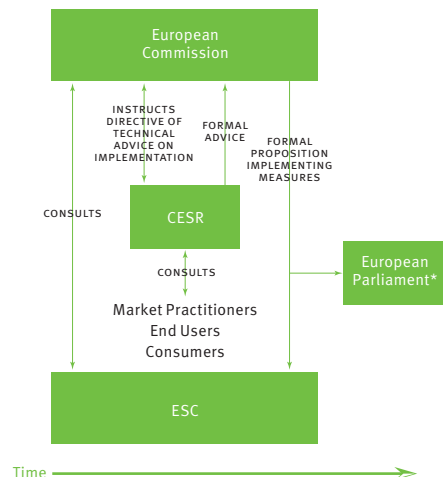 European
Commission
INSTRUCTS
DIRECTIVE OF
TECHNICAL
ADVICE ON
IMPLEMENTATION
FORMAL
ADVICE
FORMAL
PROPOSITION
IMPLEMENTING
MEASURES
CONSULTS
CESR
CONSULTS
European
Parliament*
Market Practitioners
End Users
Consumers
ESC
Time